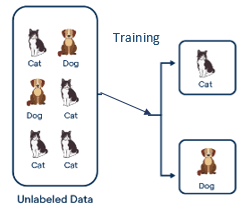 Training
Cat Dog
Dog Cat
Cat Cat
Unlabeled Data
Cat
Dog